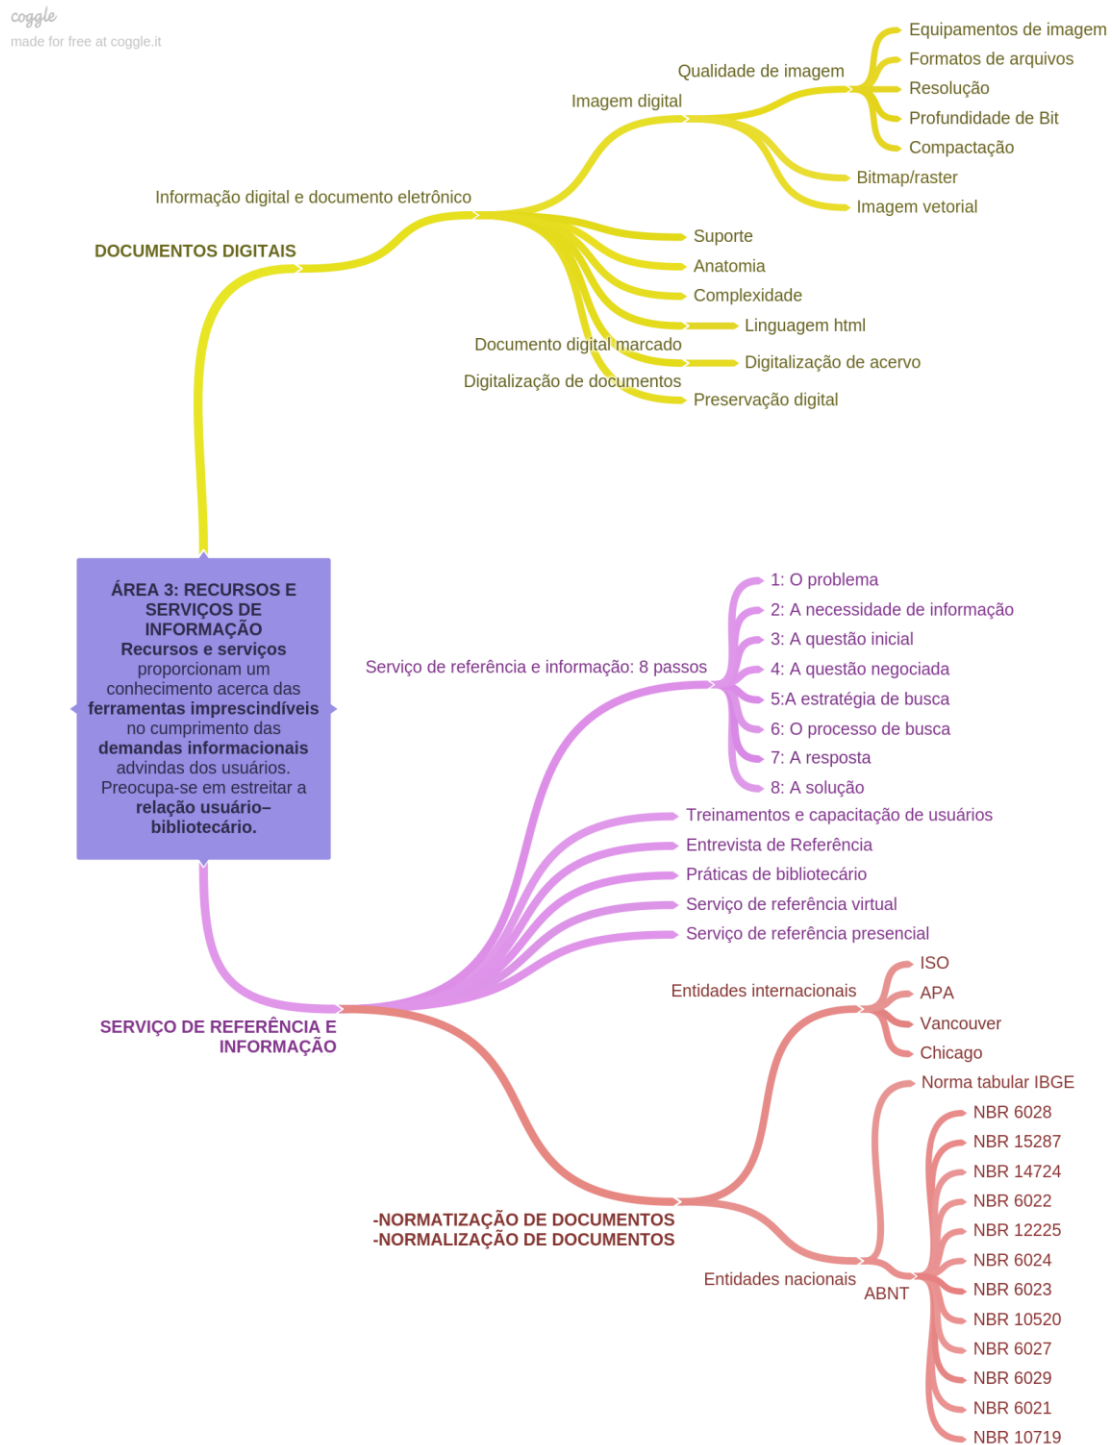 coggle
made for free at coggle.it
Equipamentos de imagem
Formatos de arquivos
Qualidade de imagem
Resolução
Imagem digital
Profundidade de Bit
Compactação
Bitmap/raster
Informação digital e documento eletrônico
Imagem vetorial
Suporte
DOCUMENTOS DIGITAIS
Anatomia
Complexidade
Linguagem html
Documento digital marcado
Digitalização de acervo
Digitalização de documentos
Preservação digital
ÁREA 3: RECURSOS E
SERVIÇOS DE
INFORMAÇÃO
Recursos e serviços
proporcionam um
conhecimento acerca das
ferramentas imprescindíveis
no cumprimento das
demandas informacionais
advindas dos usuários.
Preocupa-se em estreitar a
relação usuário–
bibliotecário.
Serviço de referência e informação: 8 passos
1: O problema
2: A necessidade de informação
3: A questão inicial
4: A questão negociada
5:A estratégia de busca
6: O processo de busca
7: A resposta
8: A solução
Treinamentos e capacitação de usuários
Entrevista de Referência
Práticas de bibliotecário
Serviço de referência virtual
Serviço de referência presencial
SERVIÇO DE REFERÊNCIA E
INFORMAÇÃO
Entidades internacionais
ISO
APA
Vancouver
Chicago
-NORMATIZAÇÃO DE DOCUMENTOS
-NORMALIZAÇÃO DE DOCUMENTOS
Entidades nacionais
Norma tabular IBGE
ABNT
NBR 6028
NBR 15287
NBR 14724
NBR 6022
NBR 12225
NBR 6024
NBR 6023
NBR 10520
NBR 6027
NBR 6029
NBR 6021
NBR 10719